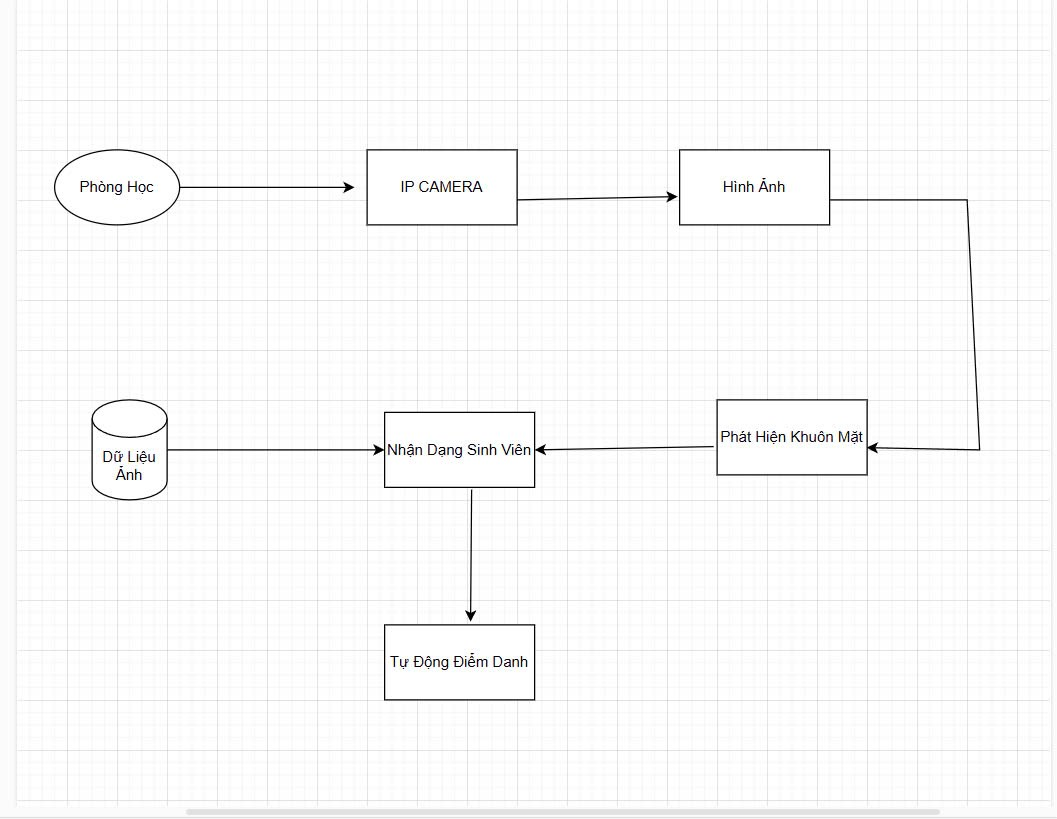 Phòng Học
IP CAMERA
Hình Ảnh
Dữ Liệu
Ảnh
Nhận Dạng Sinh Viên
Phát Hiện Khuôn Mặt
Tự Động Điểm Danh